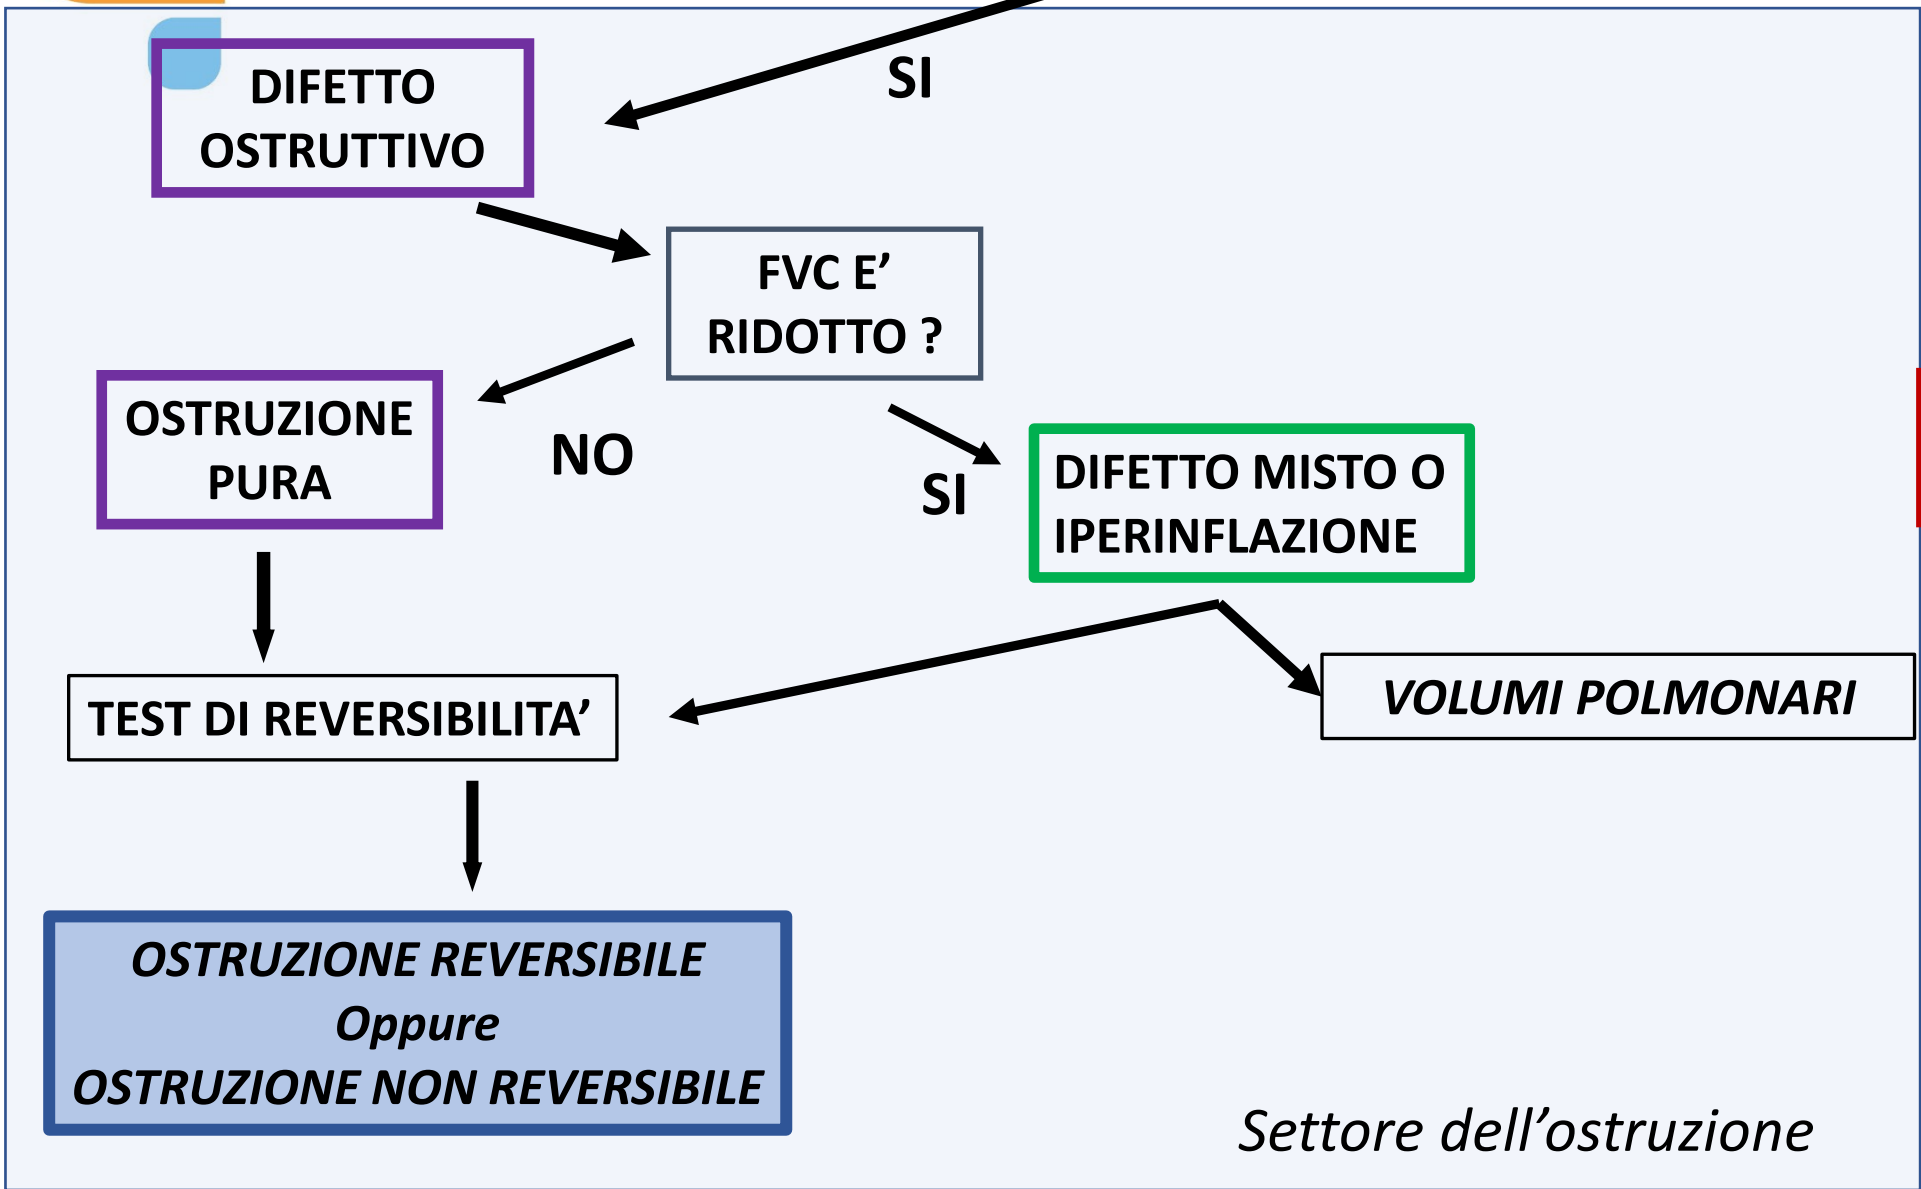 SI
DIFETTO
OSTRUTTIVO
FVC E’
RIDOTTO ?
OSTRUZIONE
PURA
NO
SI
DIFETTO MISTO O
IPERINFLAZIONE
TEST DI REVERSIBILITA’
VOLUMI POLMONARI
OSTRUZIONE REVERSIBILE
Oppure
OSTRUZIONE NON REVERSIBILE
Settore dell’ostruzione